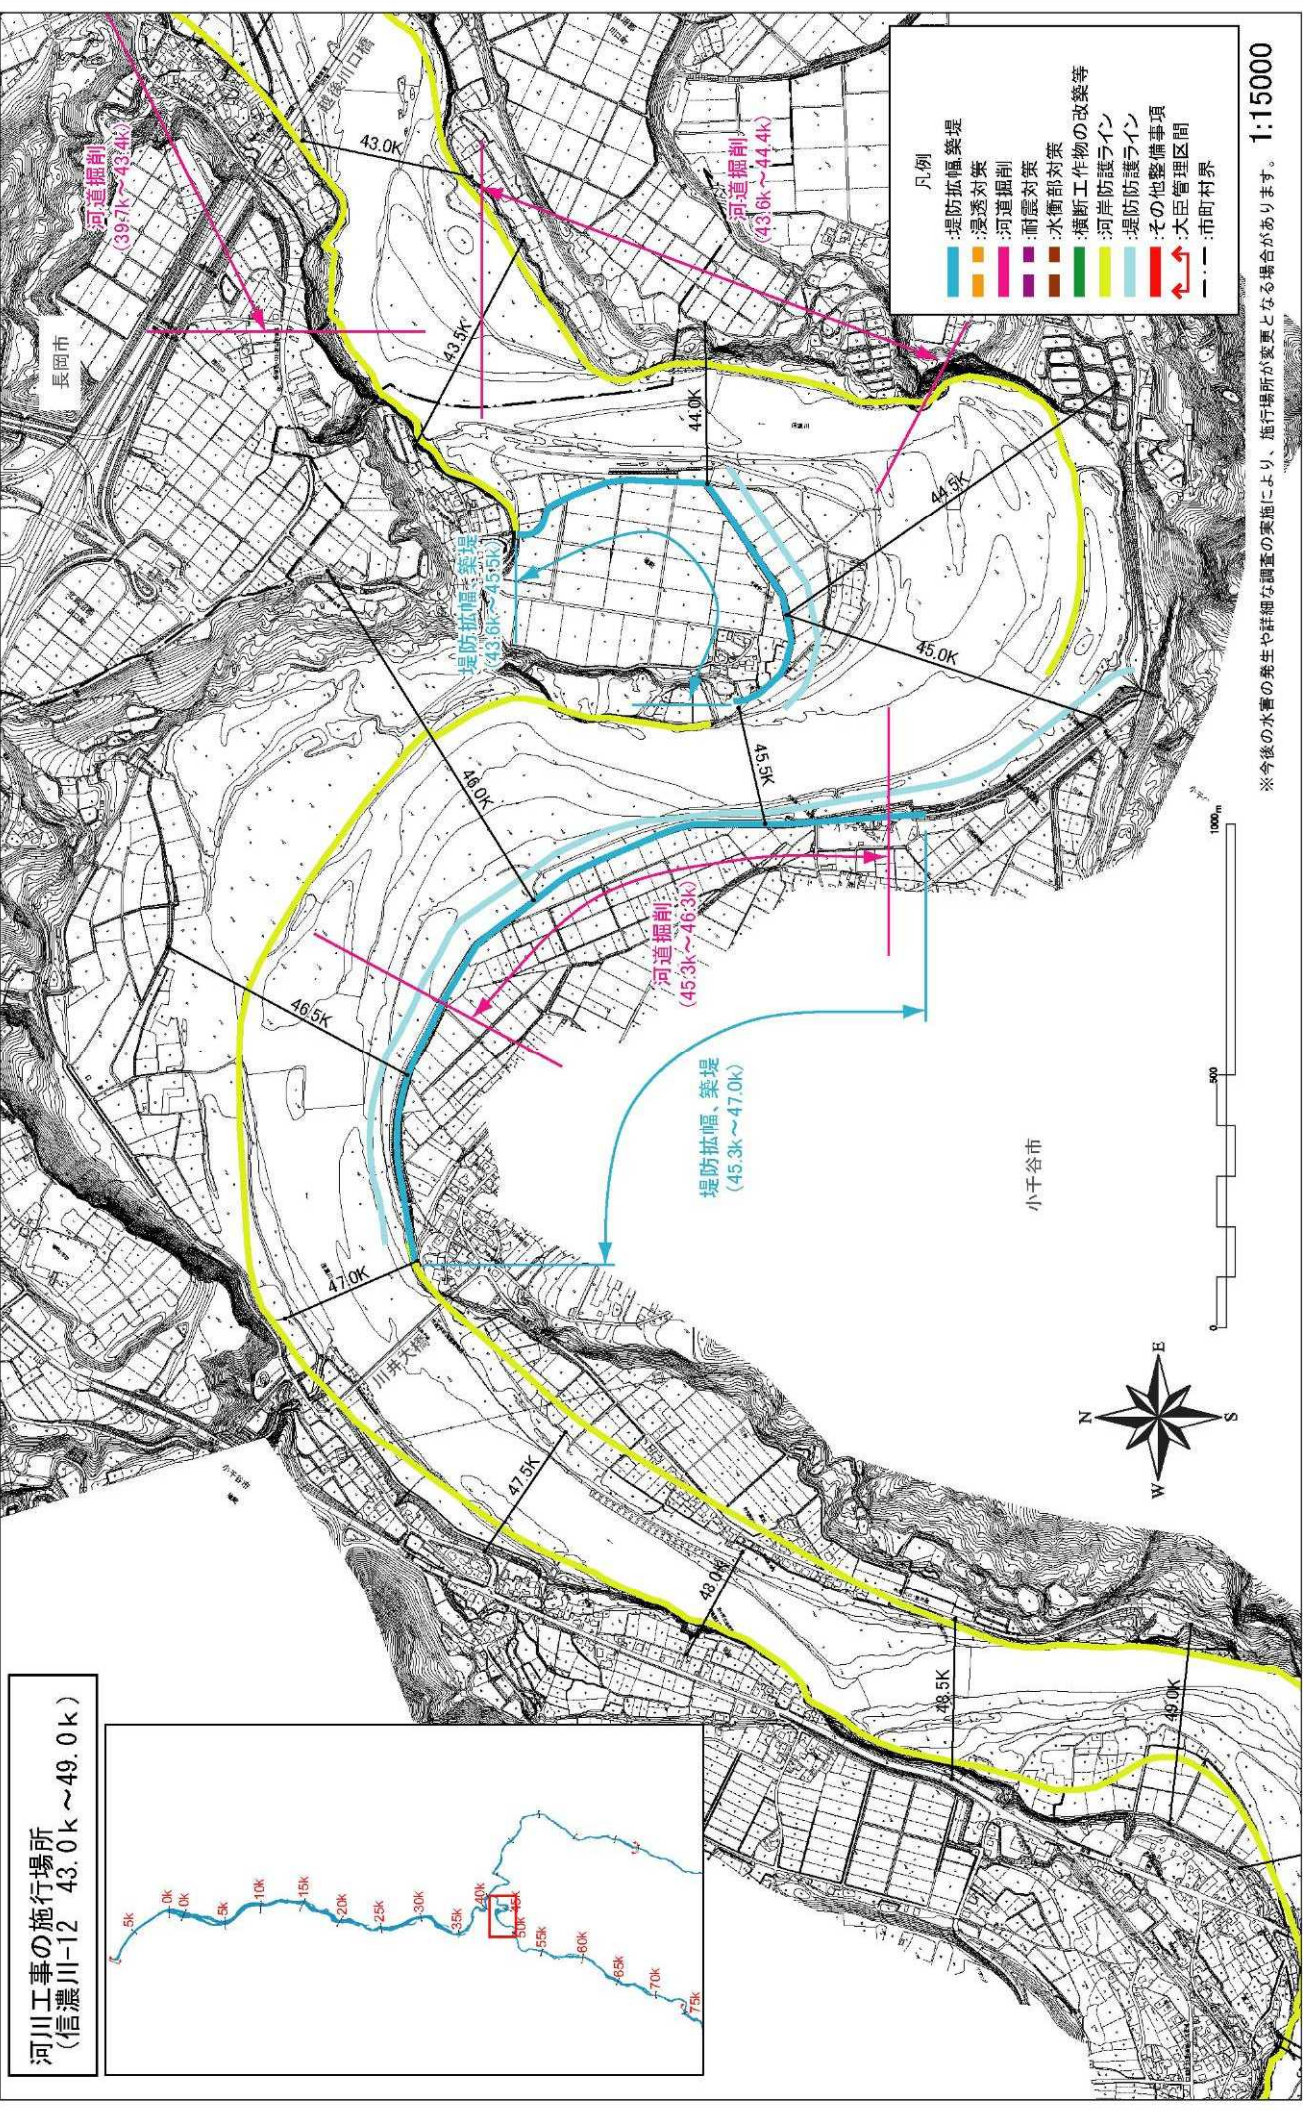 河川工事の施行場所
(信濃川-12 43.0k～49.0k)
5k
0k
0k
5k
10k
15k
20k
25k
30k
35k
40k
45k
50k
55k
60k
65k
70k
75k
長岡市
河道掘削
(39.7k～43.4k)
越後川口橋
43.0K
43.5K
河道掘削
(43.6k～44.4k)
44.0K
44.5K
堤防拡幅、築堤
(43.6k～45.5k)
45.0K
45.5K
46.0K
河道掘削
(45.3k～46.3k)
46.5K
堤防拡幅、築堤
(45.3k～47.0k)
47.0K
川井大橋
47.5K
48.0K
48.5K
49.0K
小千谷市
小千谷市
N
E
S
W
0
500
1000m
凡例
:堤防拡幅,築堤
:浸透対策
:河道掘削
:耐震対策
:水衝部対策
:横断工作物の改築等
:河岸防護ライン
:堤防防護ライン
:その他整備事項
:大臣管理区間
:市町村界
※今後の水害の発生や詳細な調査の実施により、施行場所が変更となる場合があります。
1:15000